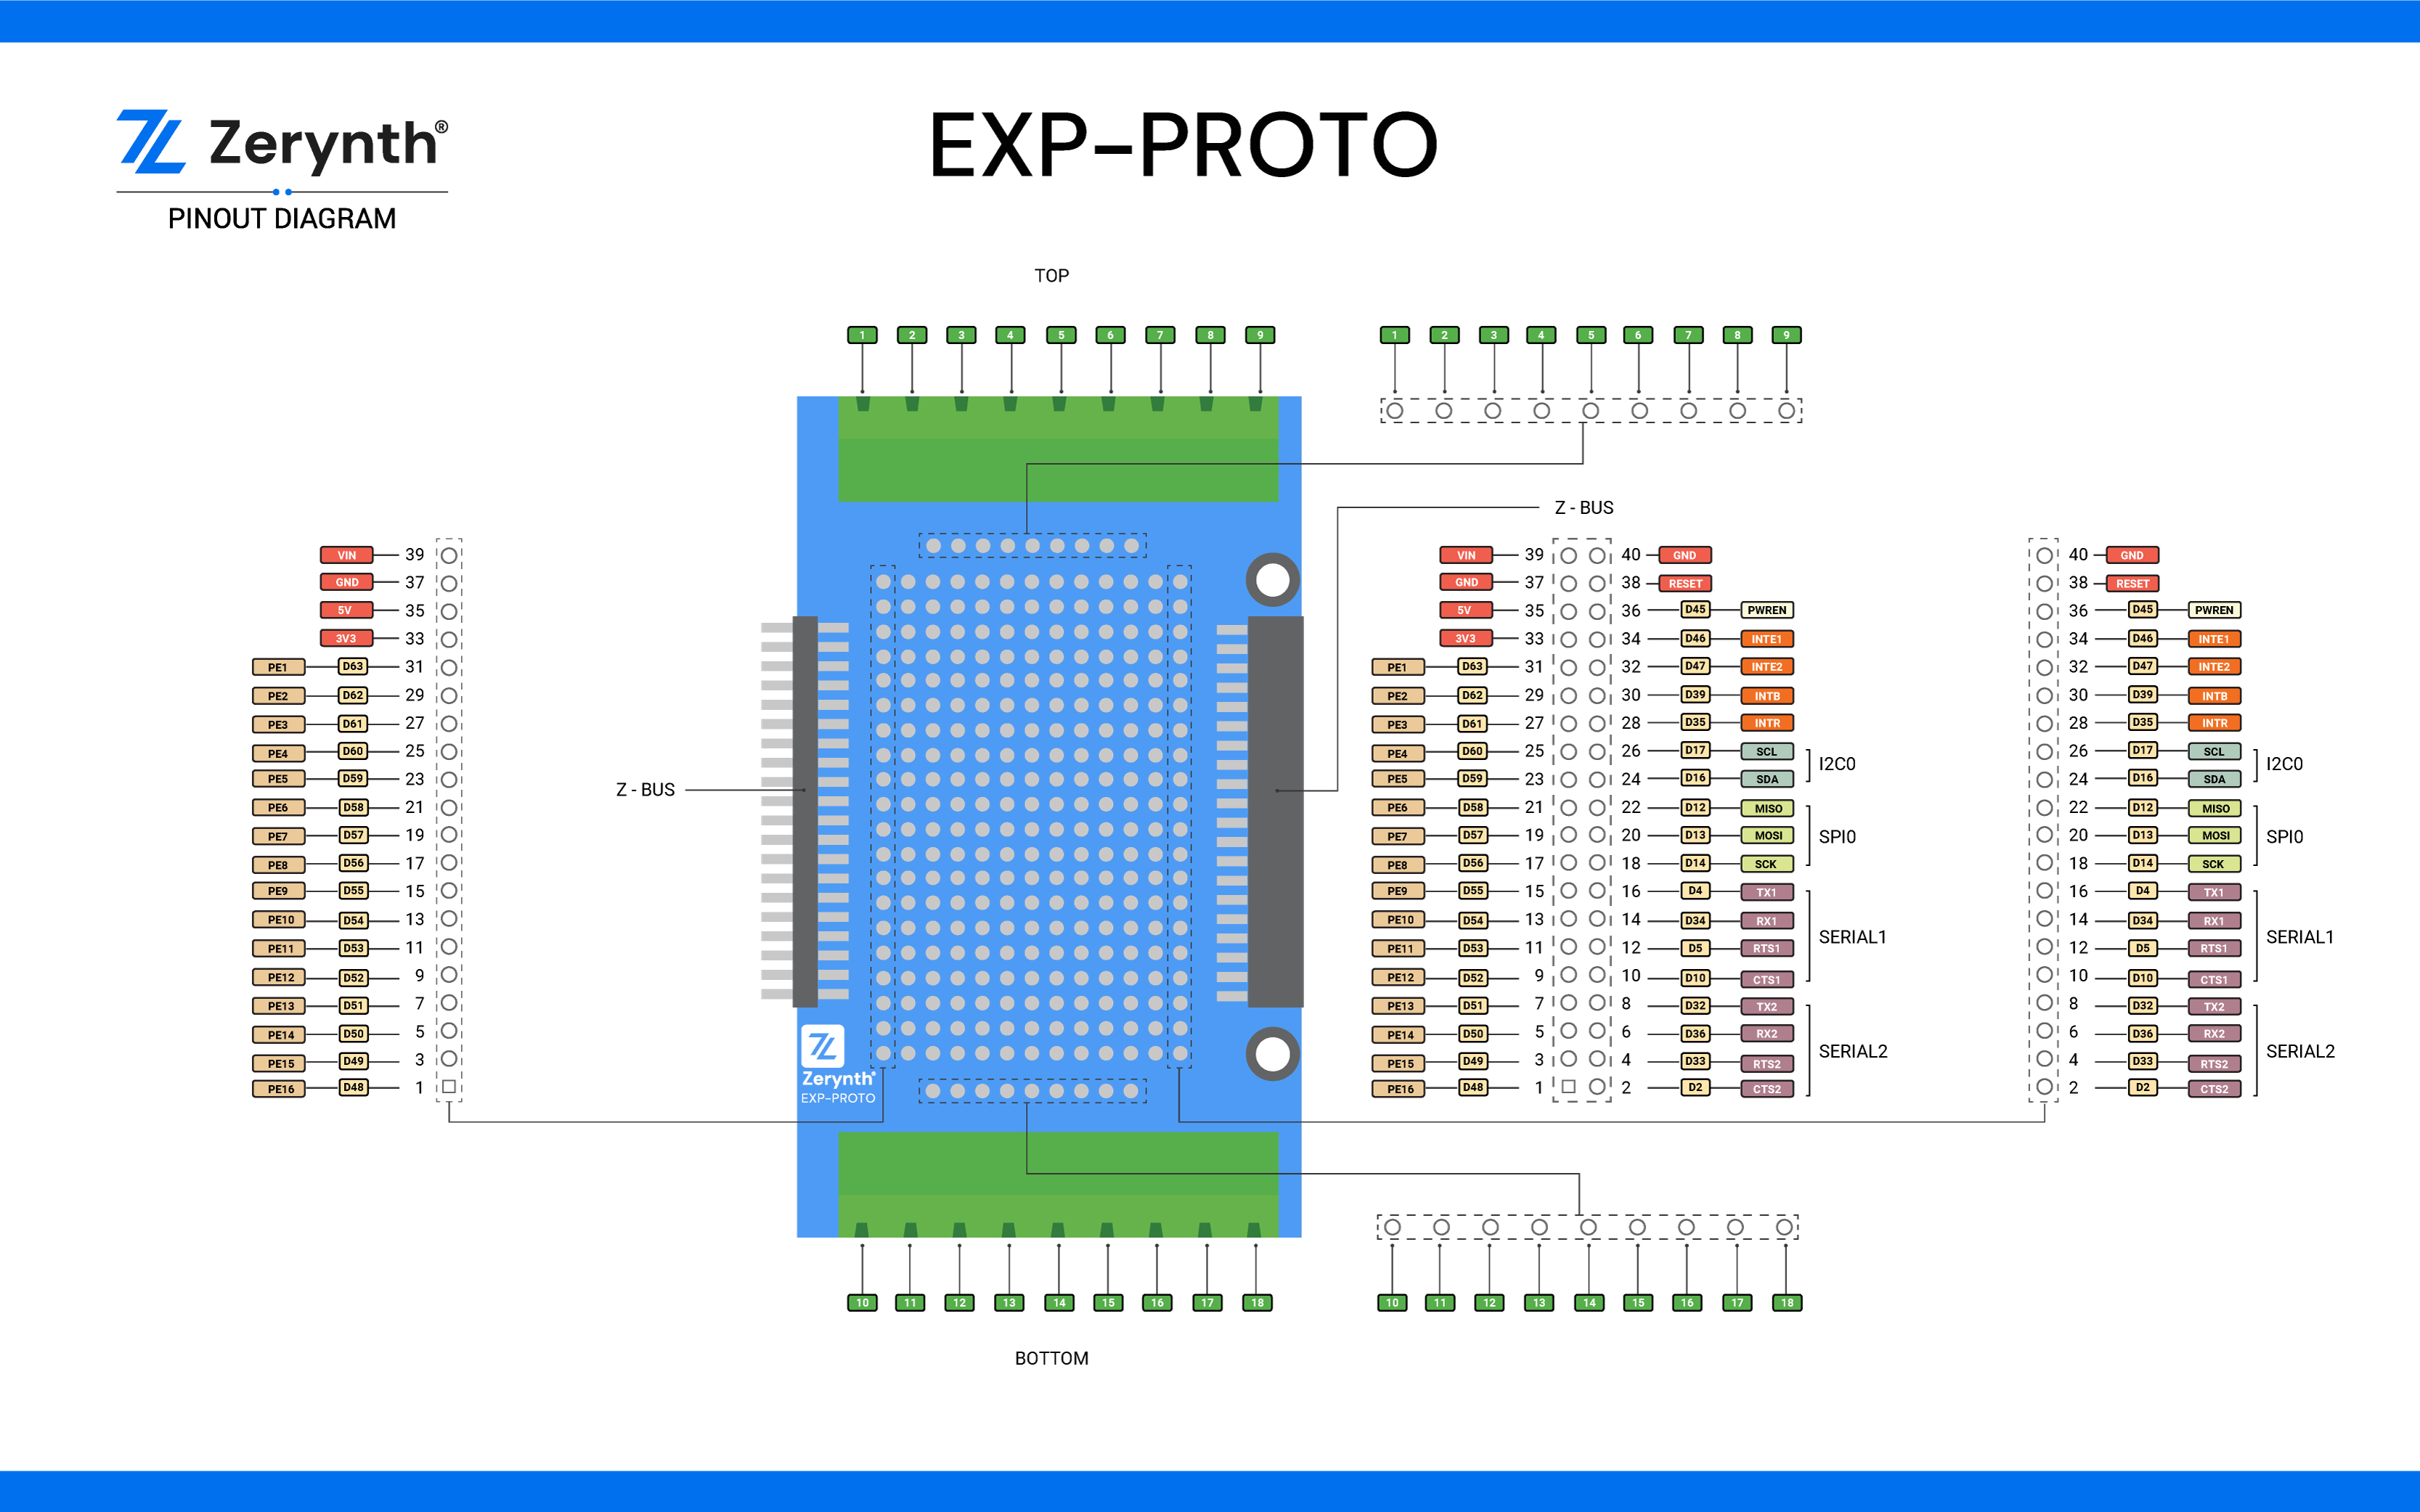 EXP-PROTO
Zerynth®
PINOUT DIAGRAM
TOP
1 2 3 4 5 6 7 8 9
1 2 3 4 5 6 7 8 9
Z - BUS
VIN 39
GND 37
5V 35
3V3 33
PE1 D63 31
PE2 D62 29
PE3 D61 27
PE4 D60 25
PE5 D59 23
PE6 D58 21
PE7 D57 19
PE8 D56 17
PE9 D55 15
PE10 D54 13
PE11 D53 11
PE12 D52 9
PE13 D51 7
PE14 D50 5
PE15 D49 3
PE16 D48 1
Z - BUS
Zerynth®
EXP-PROTO
VIN 39 40 GND
GND 37 38 RESET
5V 35 36 D45 PWREN
3V3 33 34 D46 INTE1
PE1 D63 31 32 D47 INTE2
PE2 D62 29 30 D39 INTB
PE3 D61 27 28 D35 INTR
PE4 D60 25 26 D17 SCL
I2C0
PE5 D59 23 24 D16 SDA
PE6 D58 21 22 D12 MISO
PE7 D57 19 20 D13 MOSI SPI0
PE8 D56 17 18 D14 SCK
PE9 D55 15 16 D4 TX1
PE10 D54 13 14 D34 RX1
SERIAL1
PE11 D53 11 12 D5 RTS1
PE12 D52 9 10 D10 CTS1
PE13 D51 7 8 D32 TX2
PE14 D50 5 6 D36 RX2
SERIAL2
PE15 D49 3 4 D33 RTS2
PE16 D48 1 2 D2 CTS2
40 GND
38 RESET
36 D45 PWREN
34 D46 INTE1
32 D47 INTE2
30 D39 INTB
28 D35 INTR
26 D17 SCL
I2C0
24 D16 SDA
22 D12 MISO
20 D13 MOSI SPI0
18 D14 SCK
16 D4 TX1
14 D34 RX1
SERIAL1
12 D5 RTS1
10 D10 CTS1
8 D32 TX2
6 D36 RX2
SERIAL2
4 D33 RTS2
2 D2 CTS2
10 11 12 13 14 15 16 17 18
10 11 12 13 14 15 16 17 18
BOTTOM